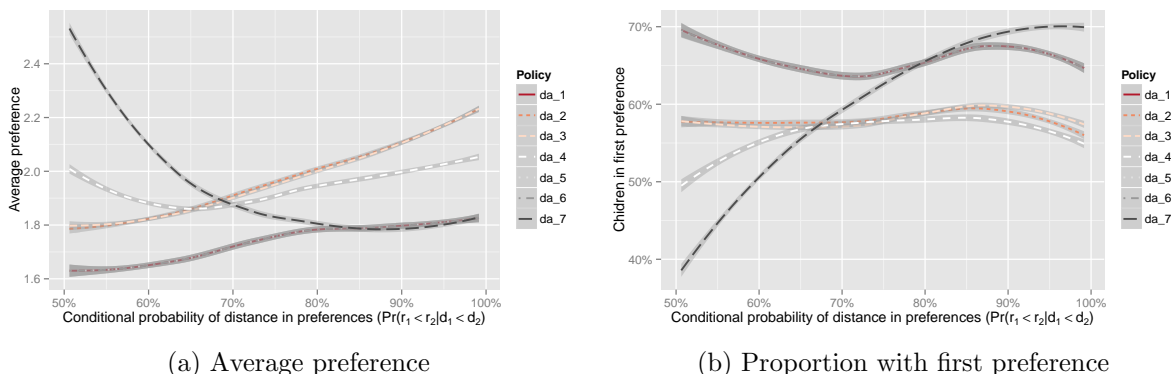 2.4
2.2
2.0
1.8
1.6
Average preference
50%
60%
70%
80%
90%
100%
Conditional probability of distance in preferences (Pr(r₁ < r₂|d₁ < d₂)
Policy
da_1
da_2
da_3
da_4
da_5
da_6
da_7
(a) Average preference
70%
60%
50%
40%
Chidren in first preference
50%
60%
70%
80%
90%
100%
Conditional probability of distance in preferences (Pr(r₁ < r₂|d₁ < d₂)
Policy
da_1
da_2
da_3
da_4
da_5
da_6
da_7
(b) Proportion with first preference